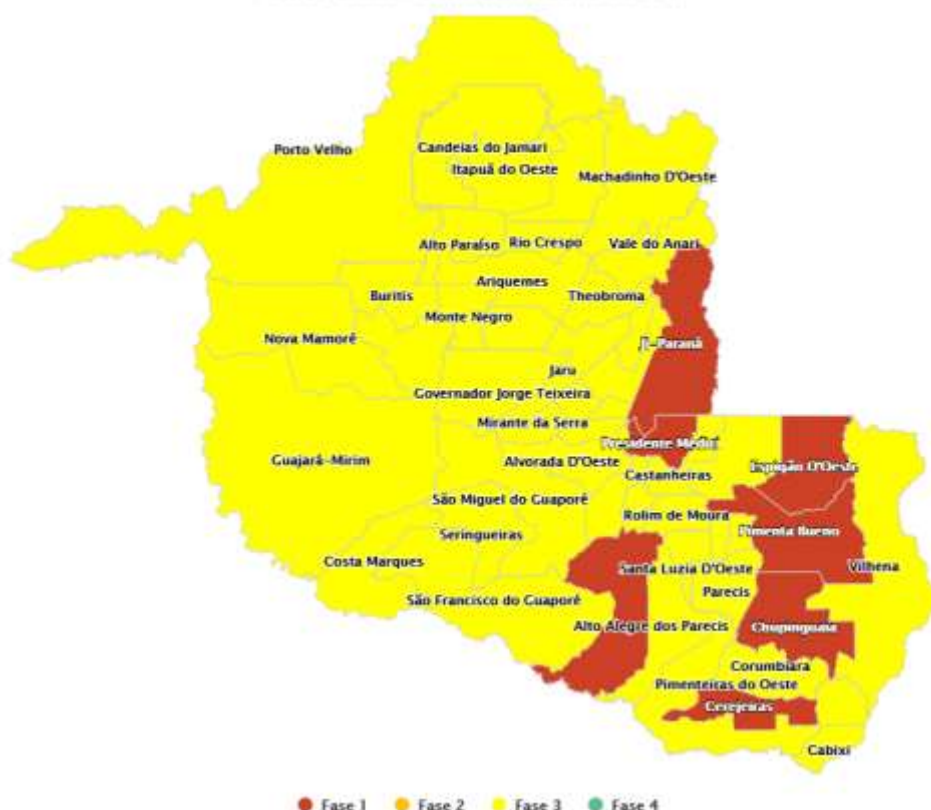 Porto Velho
Candeias do Jamari
Itapuã do Oeste
Machadinho D'Oeste
Alto Paraíso
Rio Crespo
Vale do Anari
Ariquemes
Buritis
Theobroma
Monte Negro
Nova Mamoré
Ji-Paraná
Jaru
Governador Jorge Teixeira
Mirante da Serra
Presidente Médici
Guajará-Mirim
Alvorada D'Oeste
Espigão D'Oeste
Castanheiras
São Miguel do Guaporé
Rolim de Moura
Seringueiras
Pimenta Bueno
Costa Marques
Santa Luzia D'Oeste
Vilhena
Parecis
São Francisco do Guaporé
Alto Alegre dos Parecis
Chupinguaia
Corumbiara
Pimenteiras do Oeste
Cerejeiras
Cabixi
Fase 1 Fase 2 Fase 3 Fase 4